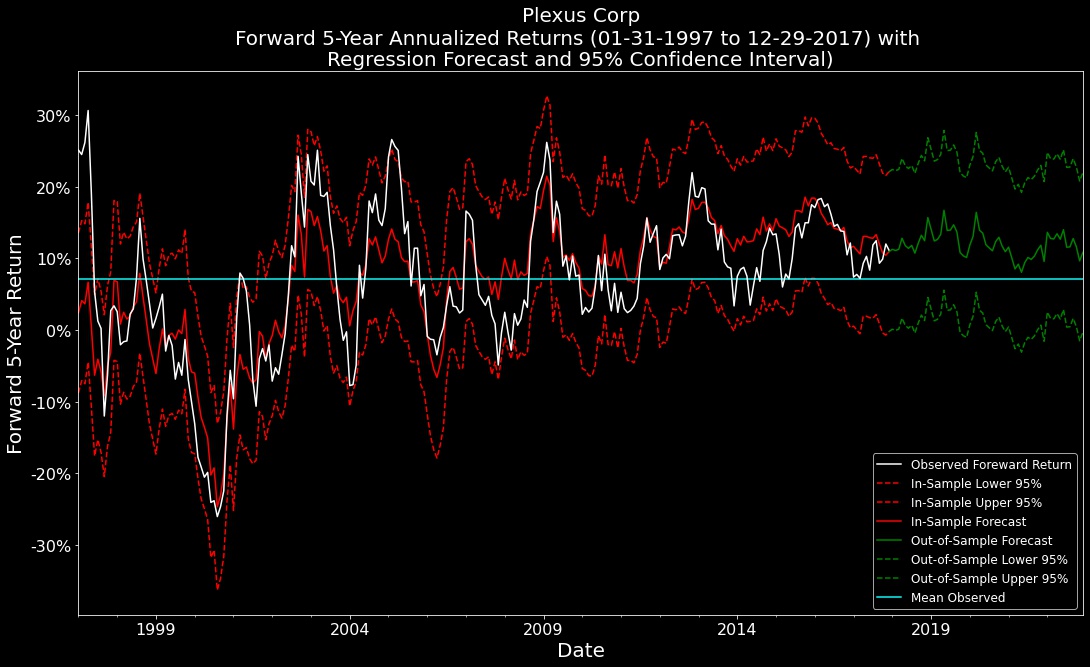 Plexus Corp
Forward 5-Year Annualized Returns (01-31-1997 to 12-29-2017) with
Regression Forecast and 95% Confidence Interval)
Forward 5-Year Return
30%
20%
10%
0%
-10%
-20%
-30%
Observed Foreward Return
In-Sample Lower 95%
In-Sample Upper 95%
In-Sample Forecast
Out-of-Sample Forecast
Out-of-Sample Lower 95%
Out-of-Sample Upper 95%
Mean Observed
1999
2004
2009
2014
2019
Date